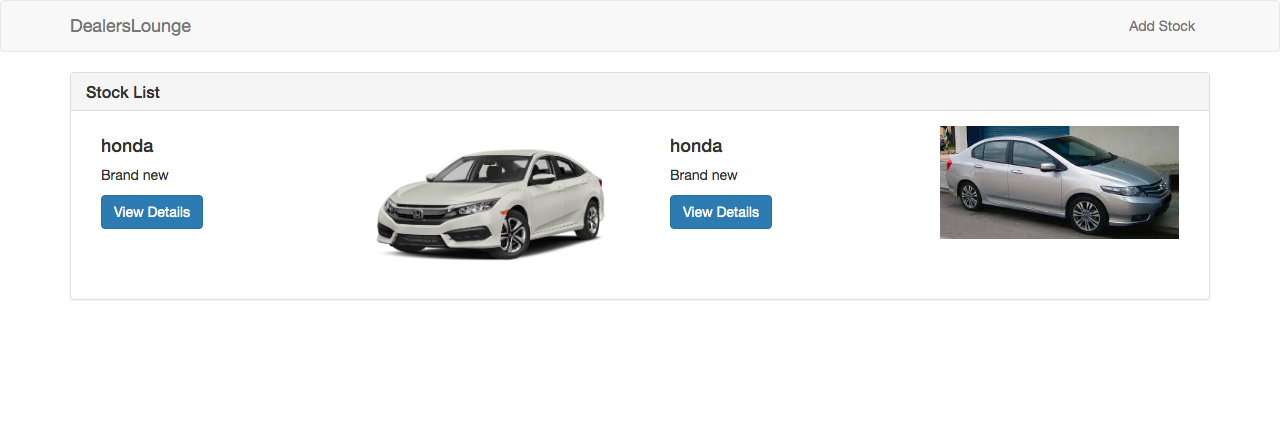 DealersLounge
Add Stock
Stock List
honda
Brand new
View Details
honda
Brand new
View Details